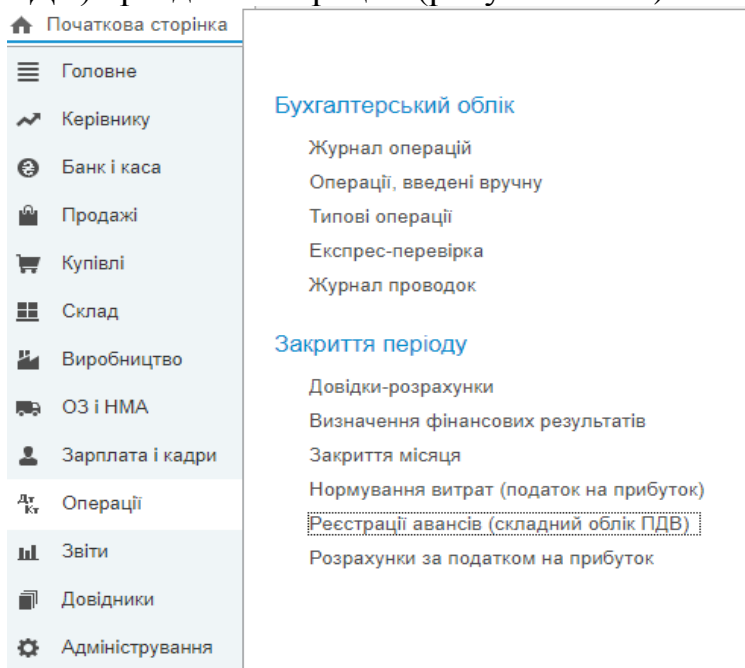 Початкова сторінка
Головне
Керівнику
Банк і каса
Продажі
Купівлі
Склад
Виробництво
ОЗ і НМА
Зарплата і кадри
Дт
Кт
Операції
Звіти
Довідники
Адміністрування
Бухгалтерський облік
Журнал операцій
Операції, введені вручну
Типові операції
Експрес-перевірка
Журнал проводок
Закриття періоду
Довідки-розрахунки
Визначення фінансових результатів
Закриття місяця
Нормування витрат (податок на прибуток)
Реєстрації авансів (складний облік ПДВ)
Розрахунки за податком на прибуток